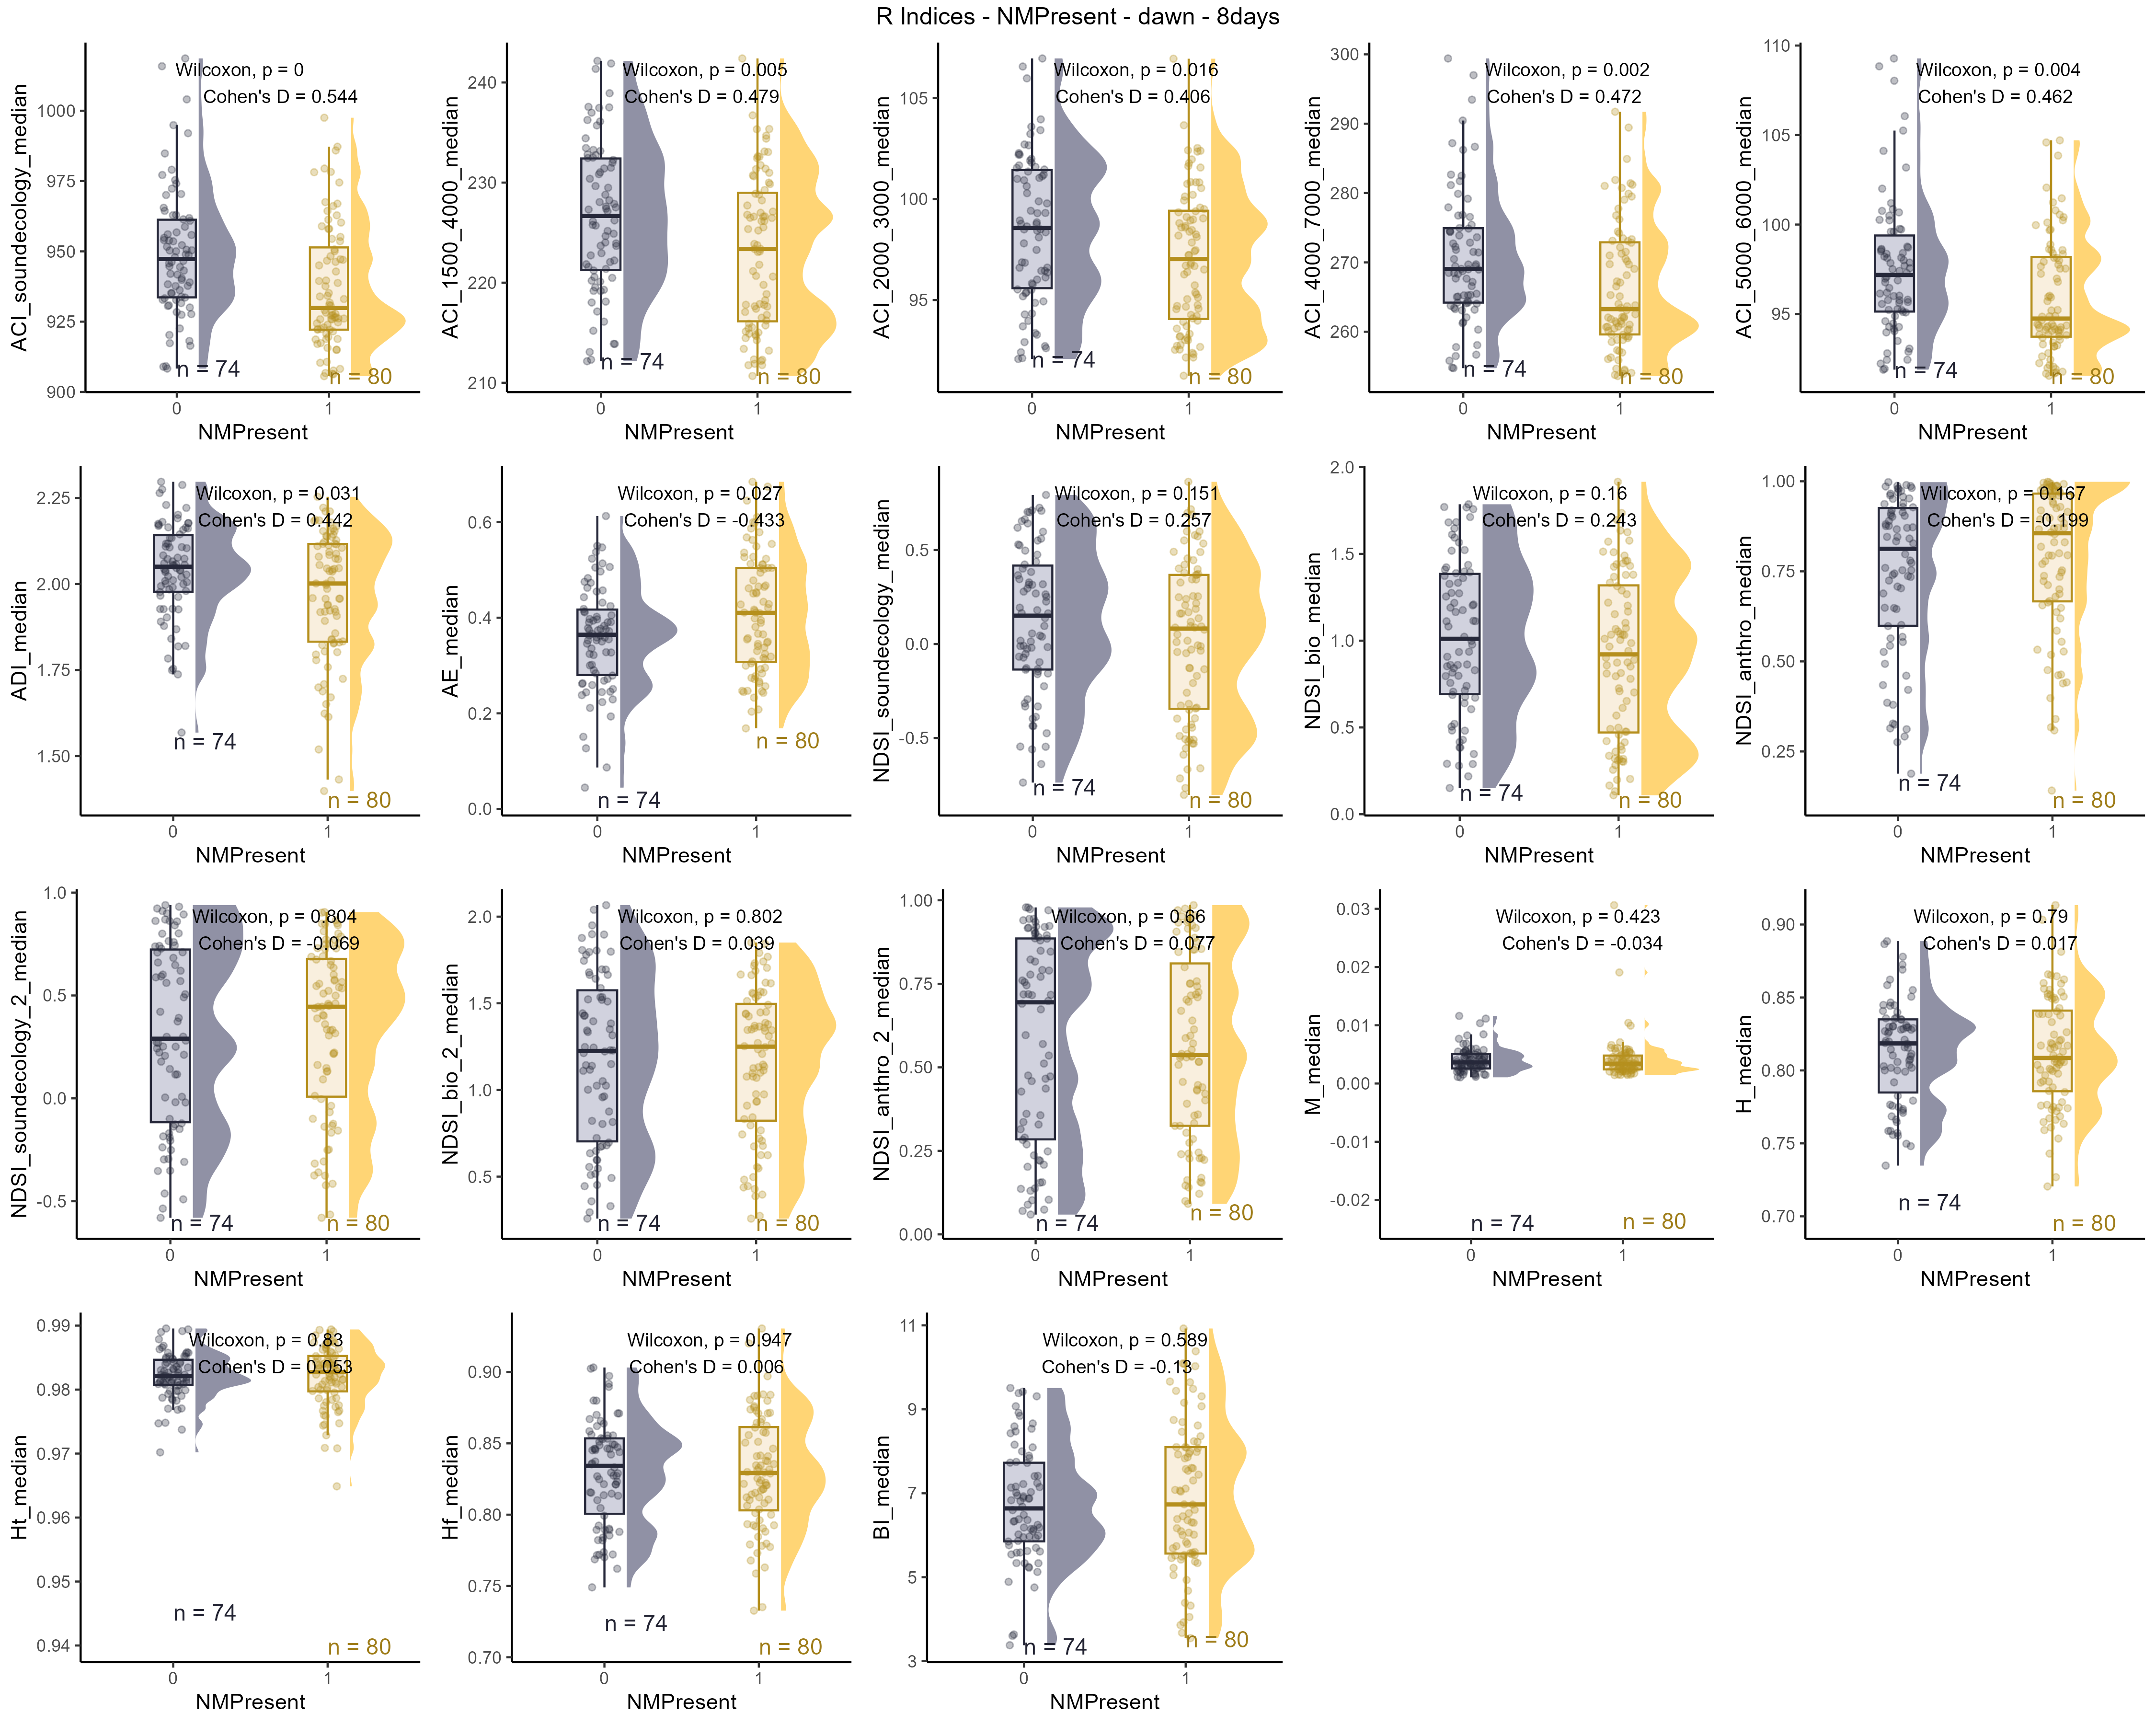 R Indices - NMPresent - dawn - 8days
ACI_soundecology_median
1000
975
950
925
900
Wilcoxon, p = 0
Cohen's D = 0.544
n = 74
n = 80
0
1
NMPresent
ACI_1500_4000_median
240
230
220
210
Wilcoxon, p = 0.005
Cohen's D = 0.479
n = 74
n = 80
0
1
NMPresent
ACI_2000_3000_median
105
100
95
Wilcoxon, p = 0.016
Cohen's D = 0.406
n = 74
n = 80
0
1
NMPresent
ACI_4000_7000_median
300
290
280
270
260
Wilcoxon, p = 0.002
Cohen's D = 0.472
n = 74
n = 80
0
1
NMPresent
ACI_5000_6000_median
110
105
100
95
Wilcoxon, p = 0.004
Cohen's D = 0.462
n = 74
n = 80
0
1
NMPresent
ADI_median
2.25
2.00
1.75
1.50
Wilcoxon, p = 0.031
Cohen's D = 0.442
n = 74
n = 80
0
1
NMPresent
AE_median
0.6
0.4
0.2
0.0
Wilcoxon, p = 0.027
Cohen's D = -0.433
n = 74
n = 80
0
1
NMPresent
NDSI_soundecology_median
0.5
0.0
-0.5
Wilcoxon, p = 0.151
Cohen's D = 0.257
n = 74
n = 80
0
1
NMPresent
NDSI_bio_median
2.0
1.5
1.0
0.5
0.0
Wilcoxon, p = 0.16
Cohen's D = 0.243
n = 74
n = 80
0
1
NMPresent
NDSI_anthro_median
1.00
0.75
0.50
0.25
Wilcoxon, p = 0.167
Cohen's D = -0.199
n = 74
n = 80
0
1
NMPresent
NDSI_soundecology_2_median
1.0
0.5
0.0
-0.5
Wilcoxon, p = 0.804
Cohen's D = -0.069
n = 74
n = 80
0
1
NMPresent
NDSI_bio_2_median
2.0
1.5
1.0
0.5
Wilcoxon, p = 0.802
Cohen's D = 0.039
n = 74
n = 80
0
1
NMPresent
NDSI_anthro_2_median
1.00
0.75
0.50
0.25
0.00
Wilcoxon, p = 0.66
Cohen's D = 0.077
n = 74
n = 80
0
1
NMPresent
M_median
0.03
0.02
0.01
0.00
-0.01
-0.02
Wilcoxon, p = 0.423
Cohen's D = -0.034
n = 74
n = 80
0
1
NMPresent
H_median
0.90
0.85
0.80
0.75
0.70
Wilcoxon, p = 0.79
Cohen's D = 0.017
n = 74
n = 80
0
1
NMPresent
Ht_median
0.99
0.98
0.97
0.96
0.95
0.94
Wilcoxon, p = 0.83
Cohen's D = 0.053
n = 74
n = 80
0
1
NMPresent
Hf_median
0.90
0.85
0.80
0.75
0.70
Wilcoxon, p = 0.947
Cohen's D = 0.006
n = 74
n = 80
0
1
NMPresent
BI_median
11
9
7
5
3
Wilcoxon, p = 0.589
Cohen's D = -0.13
n = 74
n = 80
0
1
NMPresent